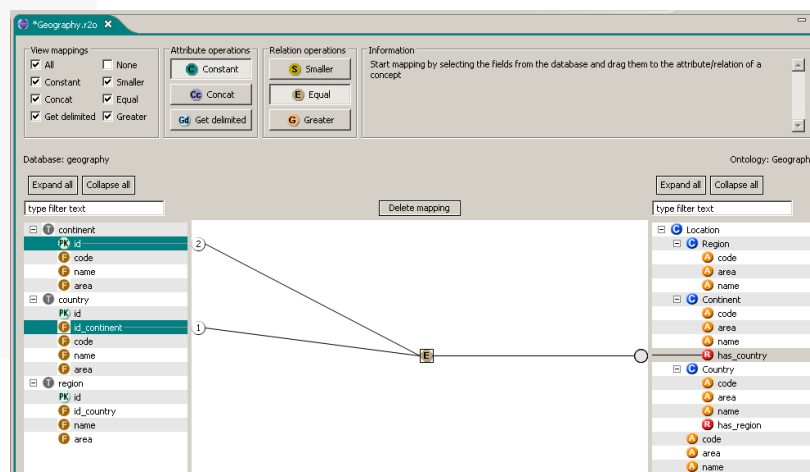 *Geography.r2o
View mappings
All
None
Constant
Smaller
Concat
Equal
Get delimited
Greater
Attribute operations
C Constant
Cc Concat
Gd Get delimited
Relation operations
S Smaller
E Equal
G Greater
Information
Start mapping by selecting the fields from the database and drag them to the attribute/relation of a
concept
Database: geography
Ontology: Geograph
Expand all Collapse all
Expand all Collapse all
type filter text
Delete mapping
type filter text
T continent
PK id
F code
F name
F area
T country
PK id
F id_continent
F code
F name
F area
T region
PK id
F id_country
F name
F area
2
1
E
C Location
C Region
A code
A area
A name
C Continent
A code
A area
A name
R has_country
C Country
A code
A area
A name
R has_region
A code
A area
A name